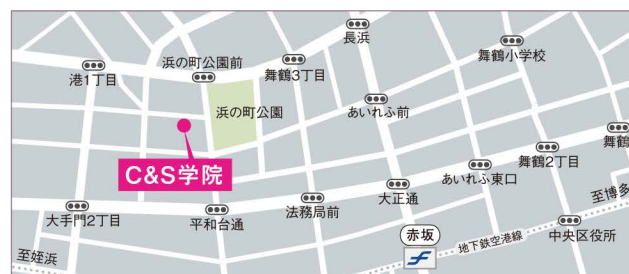 長浜
舞鶴小学校
浜の町公園前
舞鶴3丁目
港1丁目
浜の町公園
あいれふ前
舞鶴
C&S学院
舞鶴2丁目
あいれふ東口
至博多
大手門2丁目
平和台通
法務局前
大正通
中央区役所
赤坂
地下鉄空港線
至姪浜